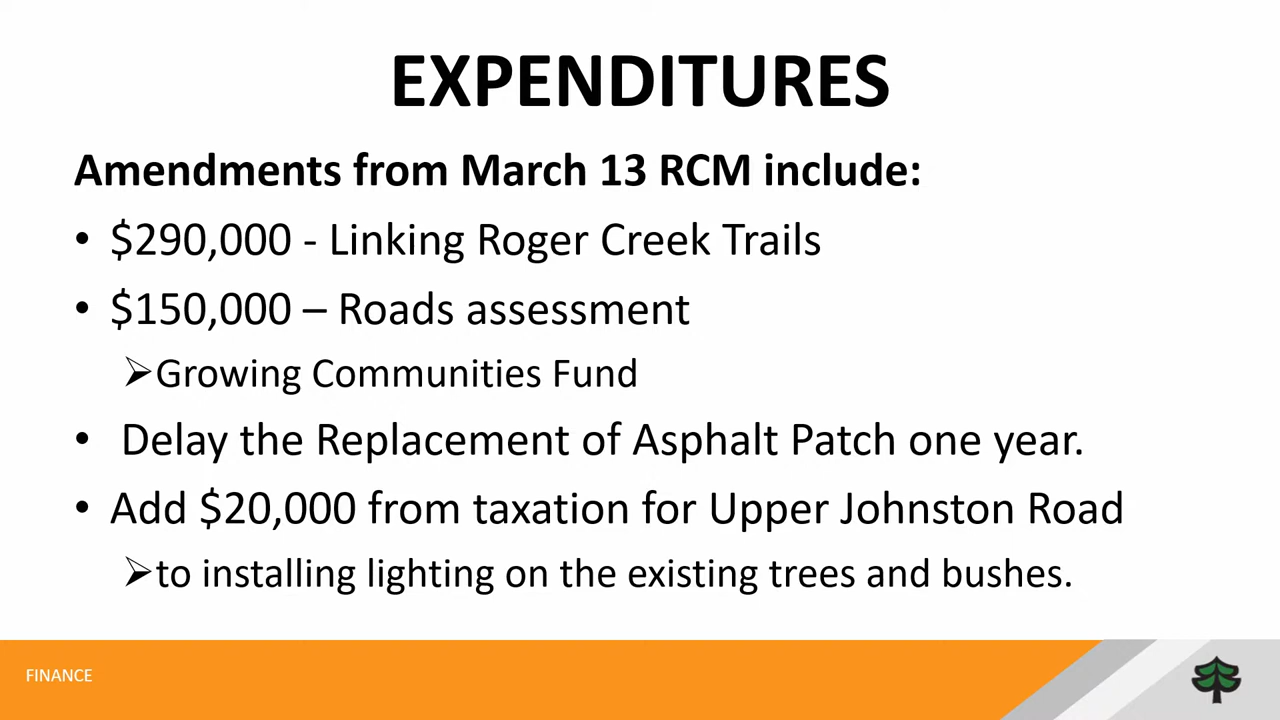 EXPENDITURES
Amendments from March 13 RCM include:
• $290,000 - Linking Roger Creek Trails
• $150,000 – Roads assessment
➢Growing Communities Fund
• Delay the Replacement of Asphalt Patch one year.
• Add $20,000 from taxation for Upper Johnston Road
➢to installing lighting on the existing trees and bushes.
FINANCE